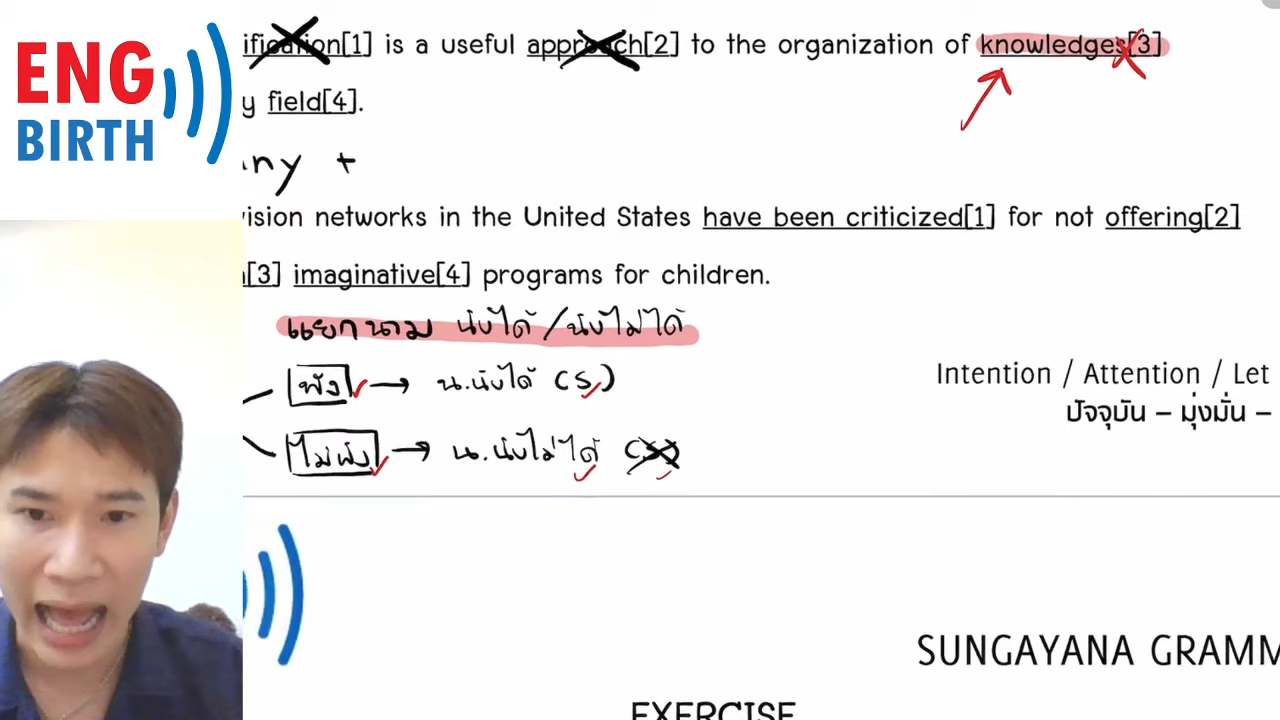 ENG
BIRTH
ification[1] is a useful approach[2] to the organization of knowledges[3]
y field[4].
ny +
vision networks in the United States have been criticized[1] for not offering[2]
[3] imaginative[4] programs for children.
แยกนาม นับได้ / นับไม่ได้
พัง → น.นับได้ (s)
ไม่พัง → น.นับไม่ได้
Intention / Attention / Let
ปัจจุบัน – มุ่งมั่น –
SUNGAYANA GRAMM
EXERCISE